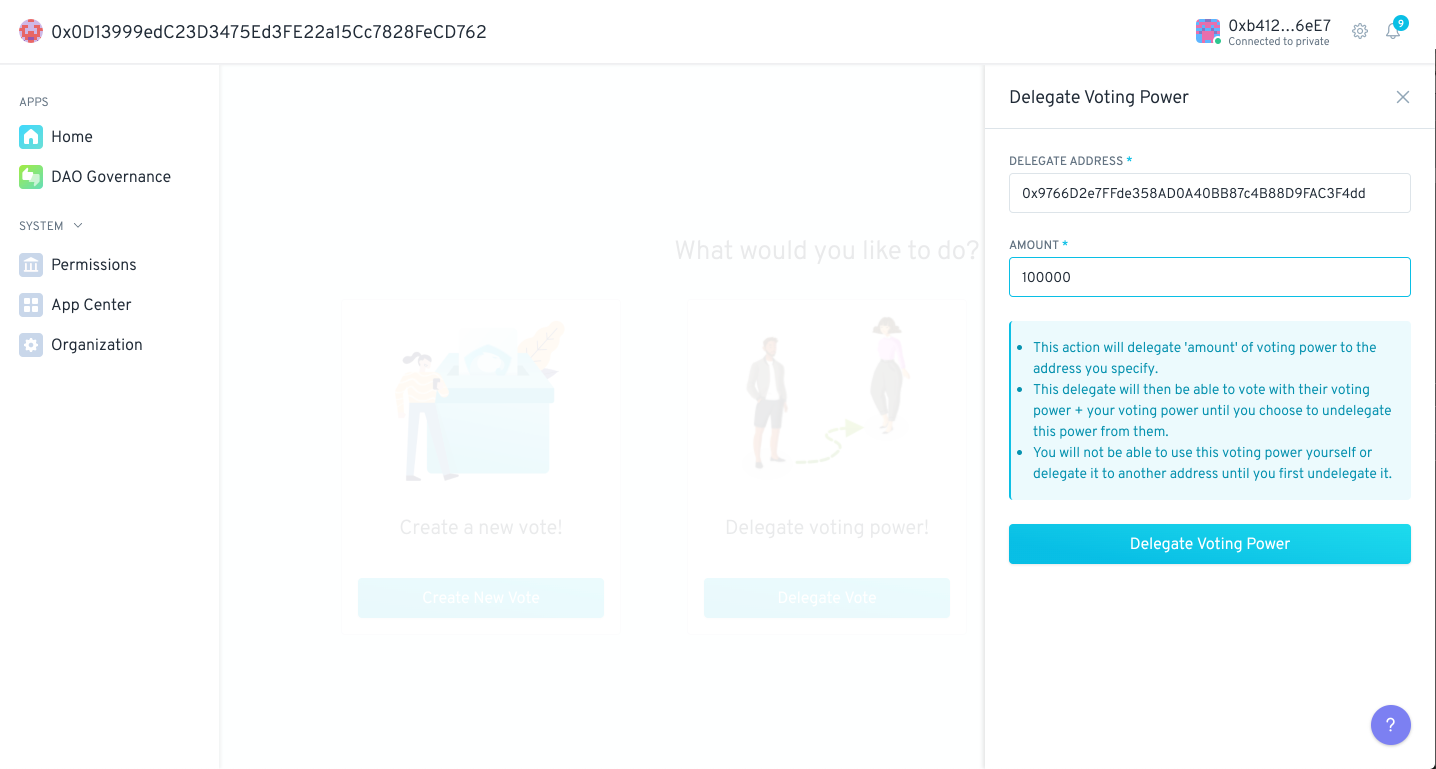 0x0D13999edC23D3475Ed3FE22a15Cc7828FeCD762
0xb412...6eE7
Connected to private
9
APPS
Home
DAO Governance
SYSTEM
Permissions
App Center
Organization
What would you like to do?
Create a new vote!
Create New Vote
Delegate voting power!
Delegate Vote
Delegate Voting Power
DELEGATE ADDRESS *
0x9766D2e7FFde358AD0A40BB87c4B88D9FAC3F4dd
AMOUNT *
100000
• This action will delegate 'amount' of voting power to the
address you specify.
• This delegate will then be able to vote with their voting
power + your voting power until you choose to undelegate
this power from them.
• You will not be able to use this voting power yourself or
delegate it to another address until you first undelegate it.
Delegate Voting Power
?